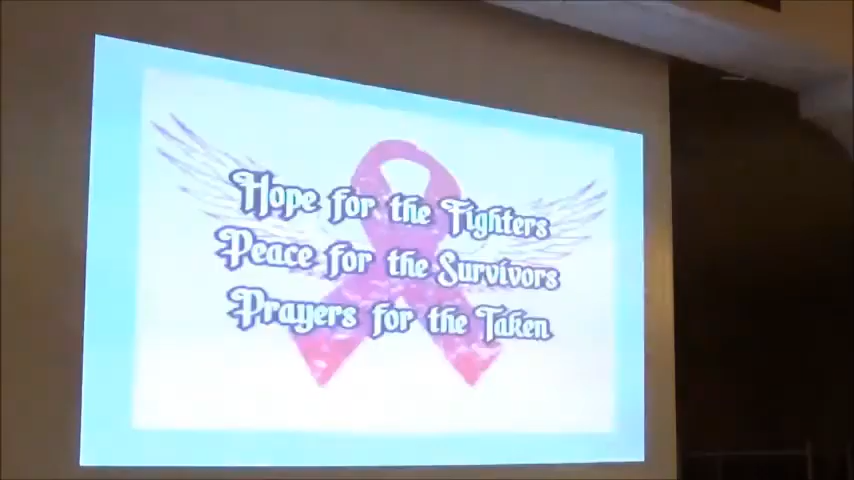 Hope for the Fighters
Peace for the Survivors
Prayers for the Taken